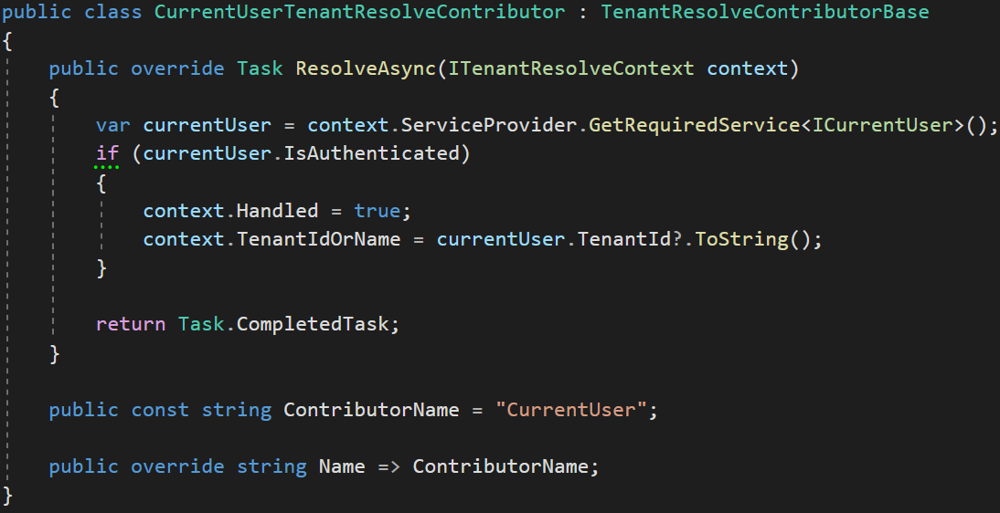 public class CurrentUserTenantResolveContributor : TenantResolveContributorBase
{
    public override Task ResolveAsync(ITenantResolveContext context)
    {
        var currentUser = context.ServiceProvider.GetRequiredService<ICurrentUser>();
        if (currentUser.IsAuthenticated)
        {
            context.Handled = true;
            context.TenantIdOrName = currentUser.TenantId?.ToString();
        }

        return Task.CompletedTask;
    }

    public const string ContributorName = "CurrentUser";

    public override string Name => ContributorName;
}